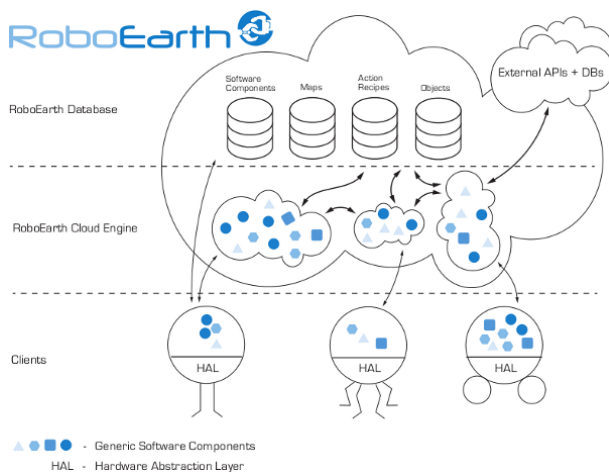 RoboEarth
External APIs + DBs
Software
Components
Maps
Action
Recipes
Objects
RoboEarth Database
RoboEarth Cloud Engine
Clients
HAL
HAL
HAL
- Generic Software Components
HAL - Hardware Abstraction Layer